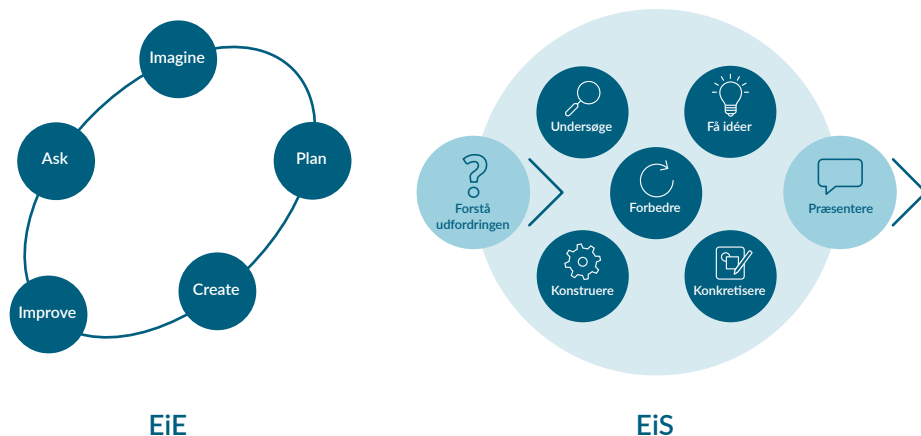 Imagine
Ask
Plan
Create
Improve
EiE
Undersøge
Få idéer
Forstå
udfordringen
Forbedre
Præsentere
Konstruere
Konkretisere
EiS